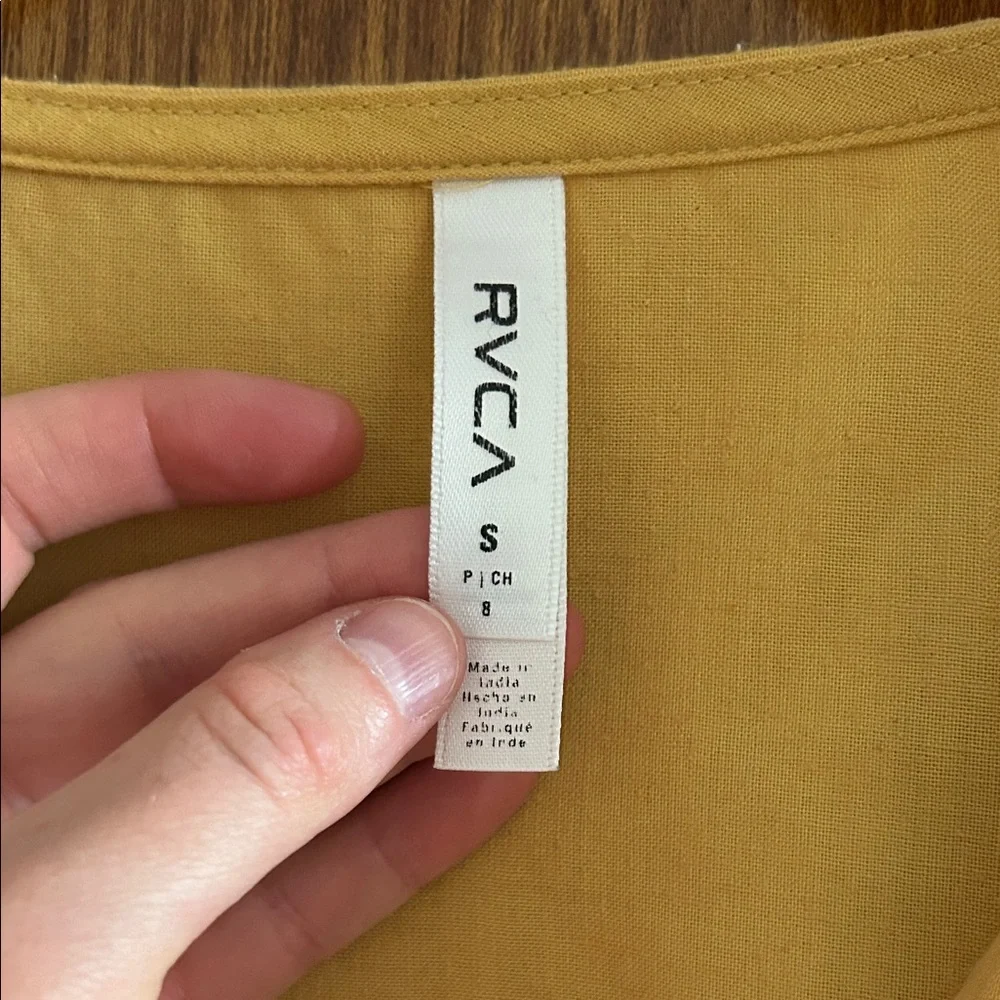 RVCA
S
P | CH
8
Made in
India
Hecho en
India
Fabriqué
en Inde